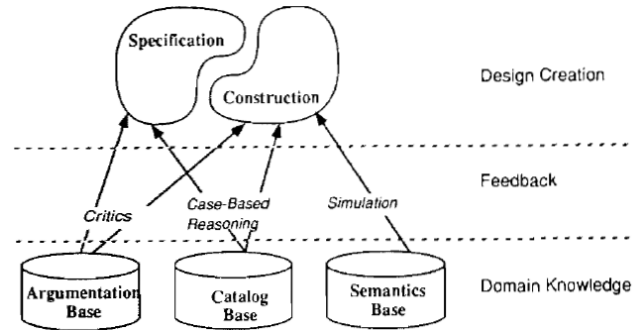 Specification
Construction
Design Creation
Feedback
Critics
Case-Based
Reasoning
Simulation
Argumentation
Base
Catalog
Base
Semantics
Base
Domain Knowledge